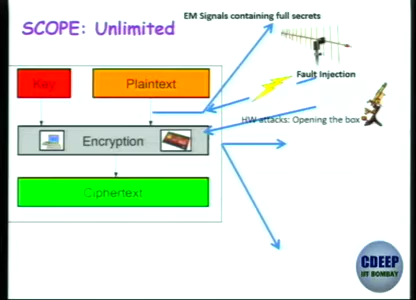 SCOPE: Unlimited
EM Signals containing full secrets
Key
Plaintext
Fault Injection
HW attacks: Opening the box
Encryption
Ciphertext
CDEEP
IIT BOMBAY